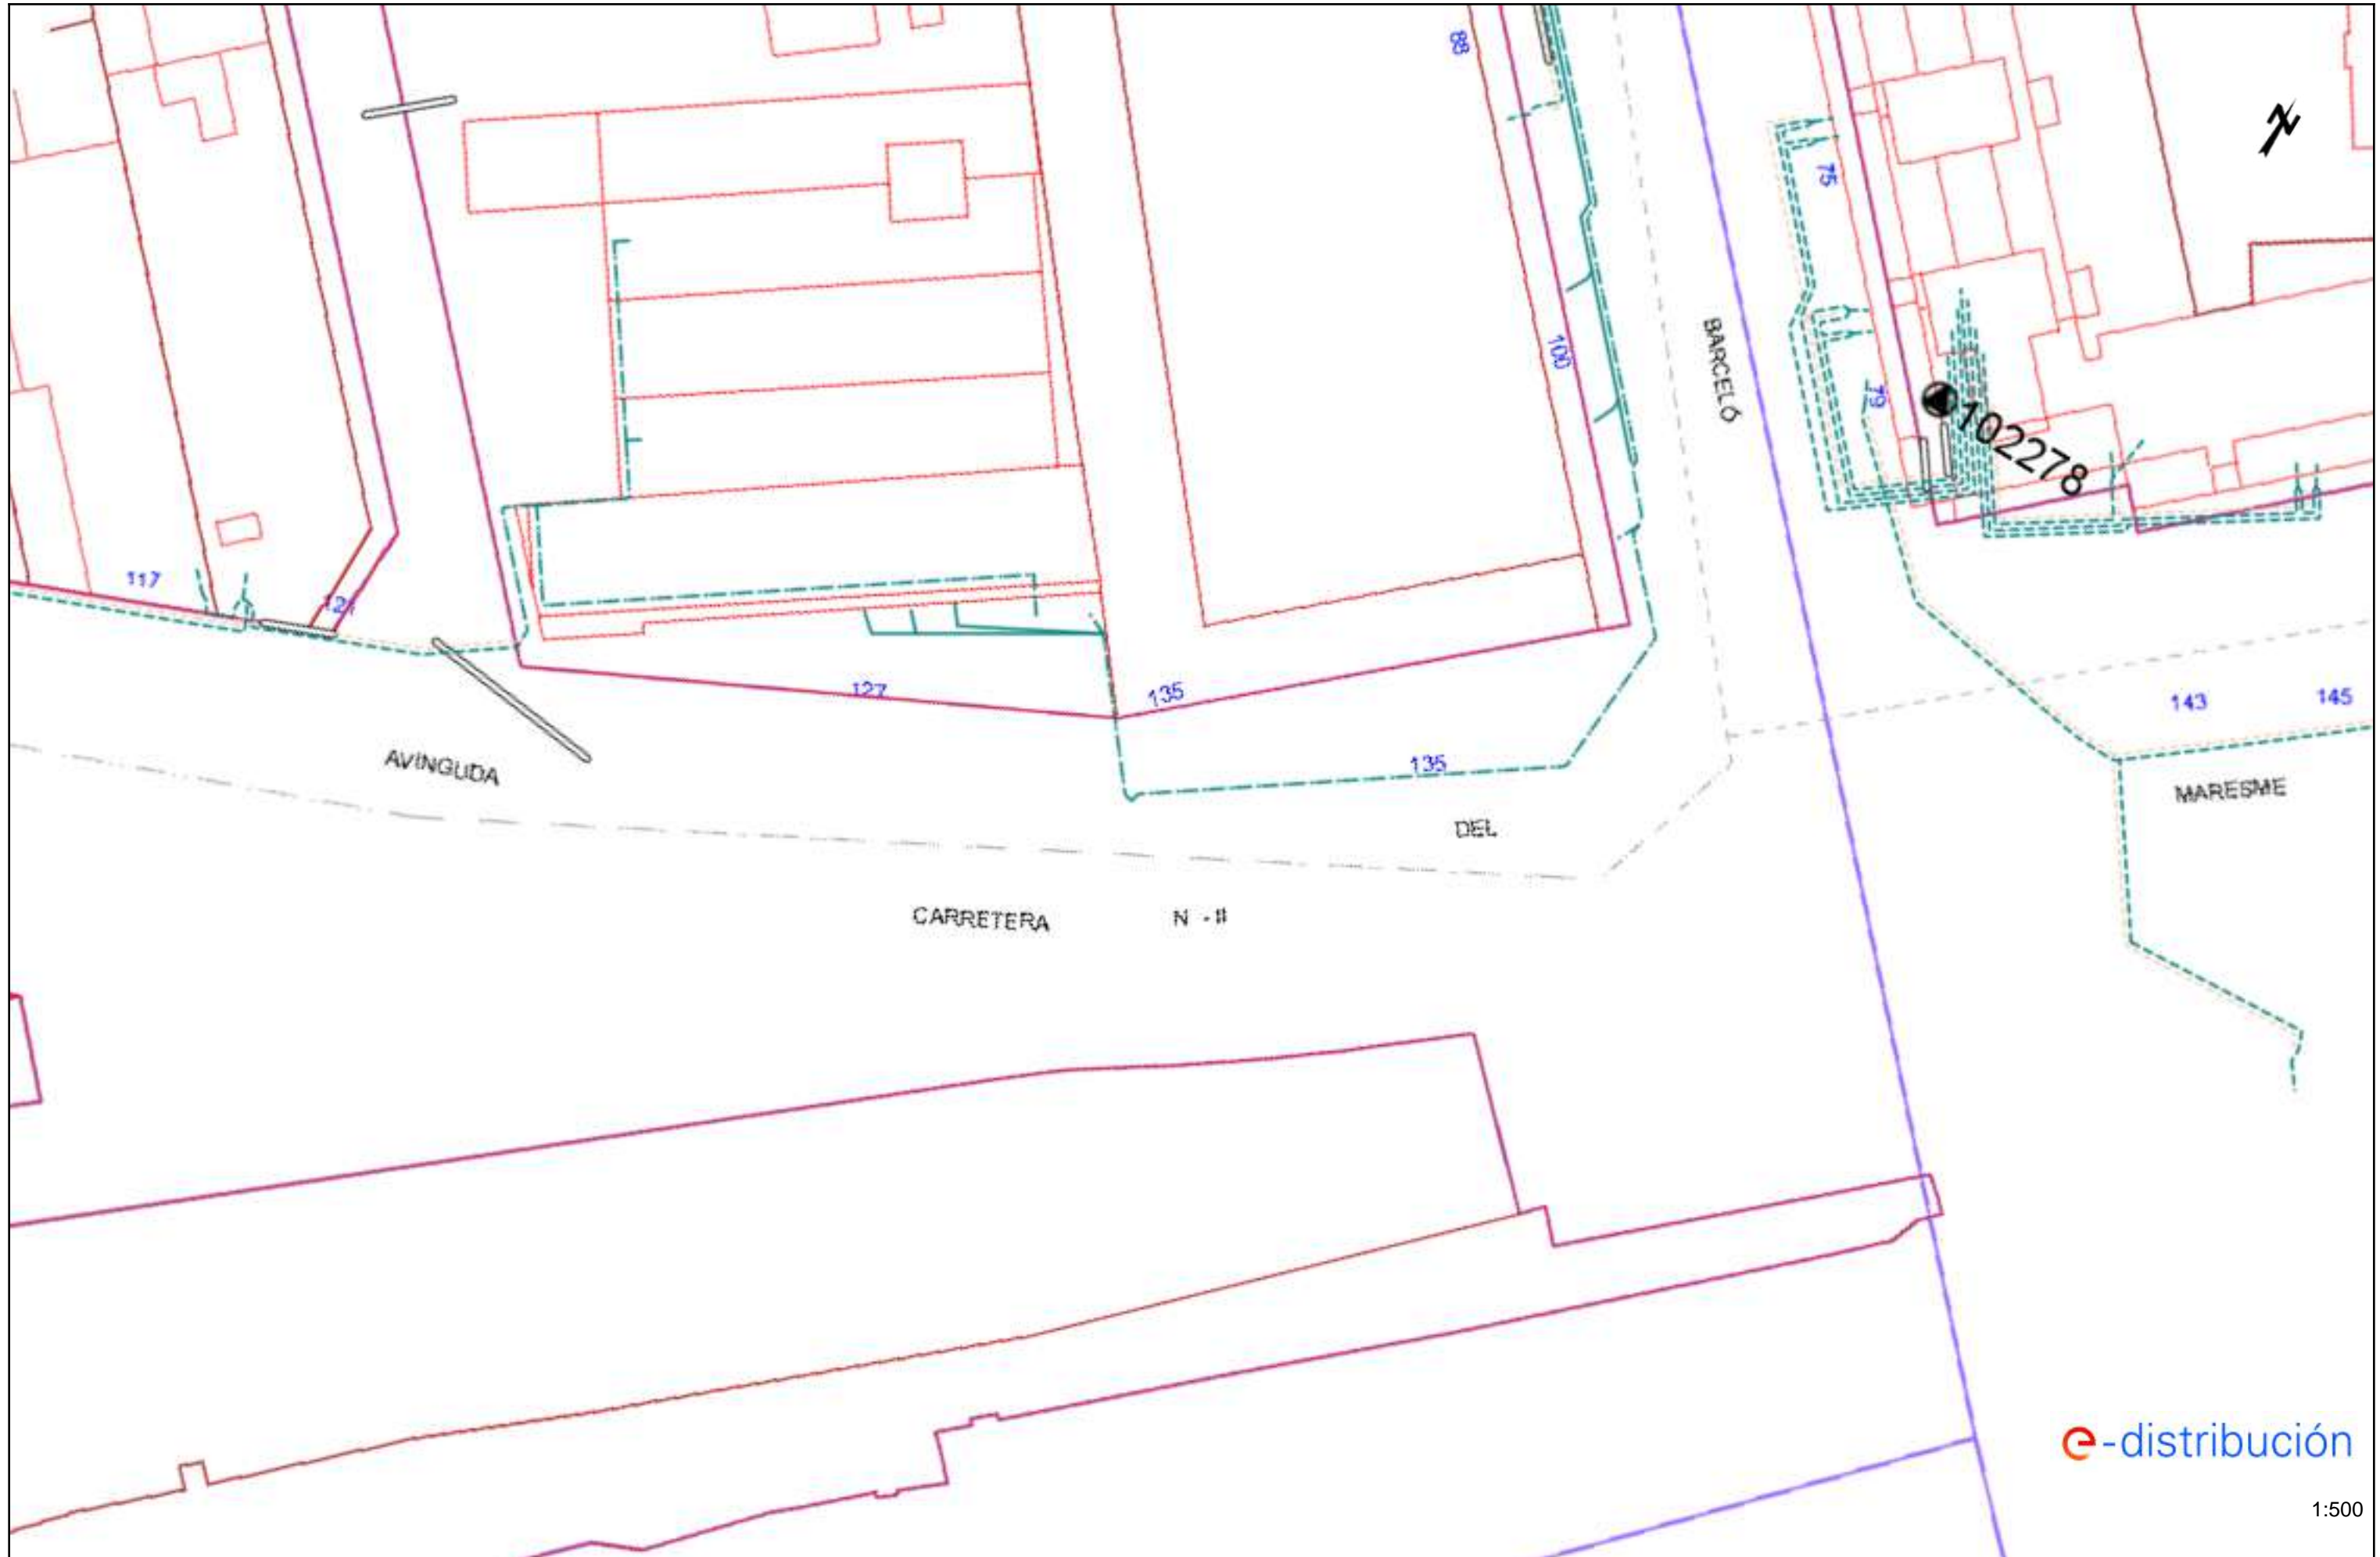 88
75
100
BARCELÓ
79
102278
117
121
127
135
143
145
135
AVINGUDA
MARESME
DEL
CARRETERA N - II
e-distribución
1:500